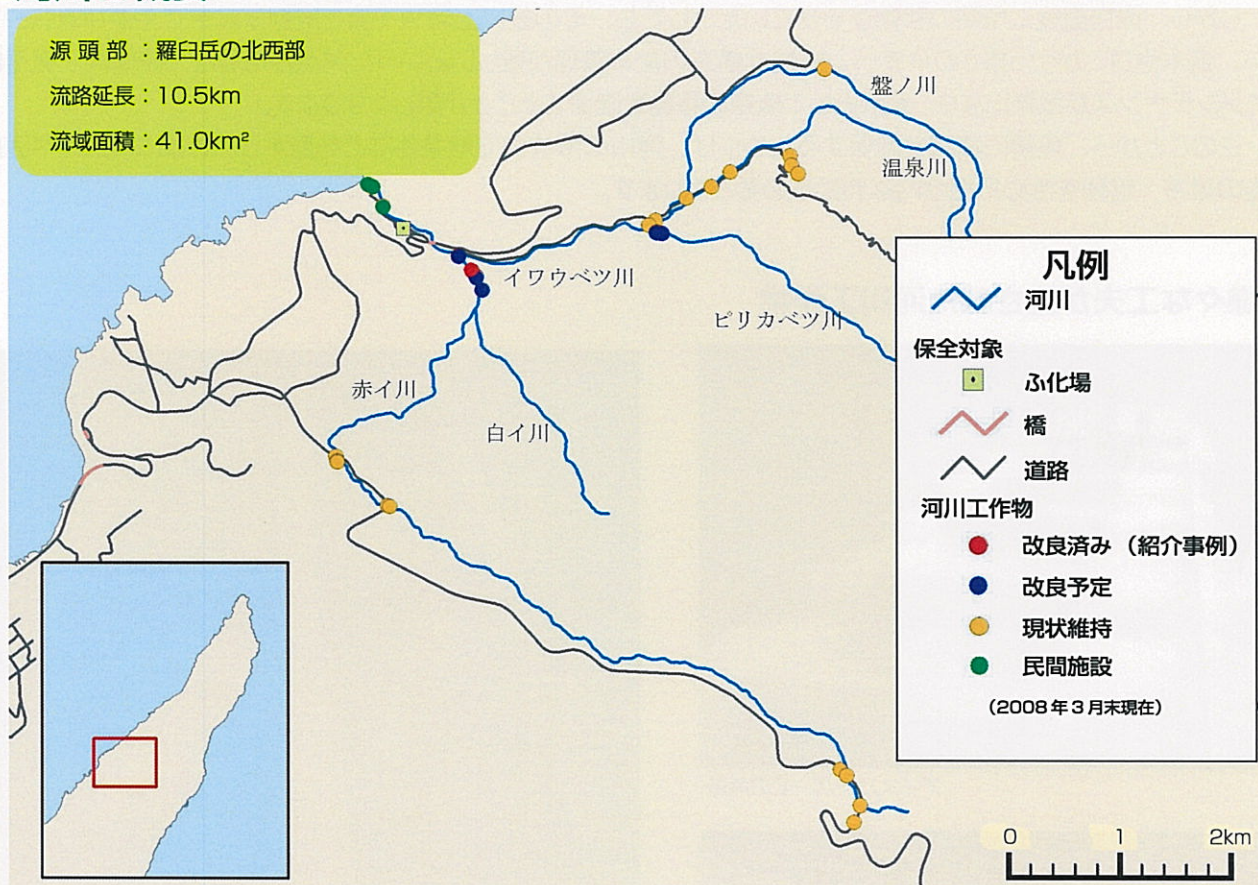 源頭部：羅臼岳の北西部
流路延長：10.5km
流域面積：41.0km²
盤ノ川
温泉川
イワウベツ川
ピリカベツ川
赤イ川
白イ川
凡例
河川
保全対象
ふ化場
橋
道路
河川工作物
改良済み（紹介事例）
改良予定
現状維持
民間施設
（2008年3月末現在）
0 1 2km